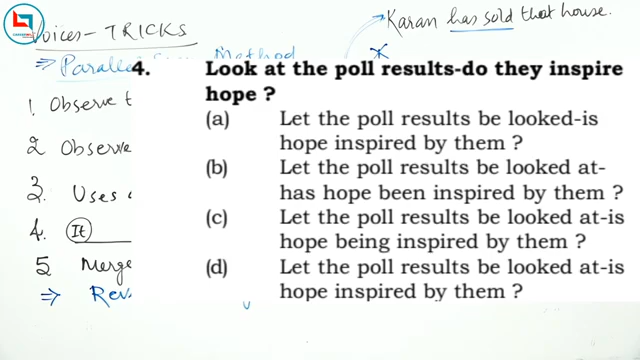 Voices- TRICKS
Karan has sold that house.
⇒ Method
4. Look at the poll results-do they inspire
hope ?
(a) Let the poll results be looked-is
hope inspired by them ?
(b) Let the poll results be looked at-
has hope been inspired by them ?
(c) Let the poll results be looked at-is
hope being inspired by them ?
(d) Let the poll results be looked at-is
hope inspired by them ?
1. Observe
2 Observe
3. Uses
4. It
5
⇒